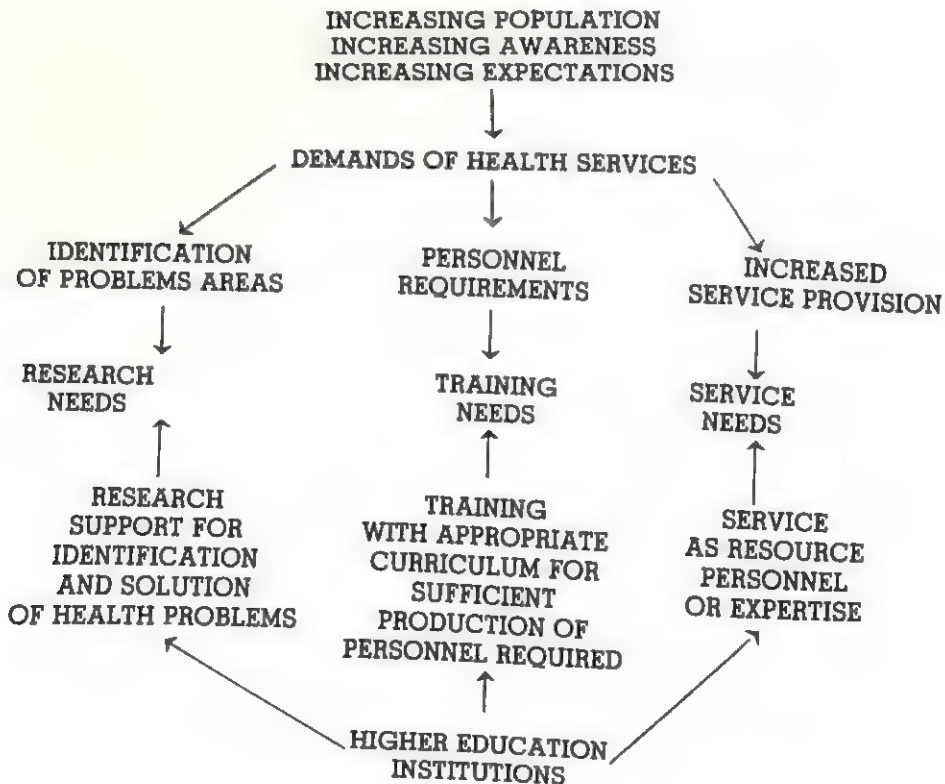 INCREASING POPULATION
INCREASING AWARENESS
INCREASING EXPECTATIONS
DEMANDS OF HEALTH SERVICES
IDENTIFICATION
OF PROBLEMS AREAS
PERSONNEL
REQUIREMENTS
INCREASED
SERVICE PROVISION
RESEARCH
NEEDS
TRAINING
NEEDS
SERVICE
NEEDS
RESEARCH
SUPPORT FOR
IDENTIFICATION
AND SOLUTION
OF HEALTH PROBLEMS
TRAINING
WITH APPROPRIATE
CURRICULUM FOR
SUFFICIENT
PRODUCTION OF
PERSONNEL REQUIRED
SERVICE
AS RESOURCE
PERSONNEL
OR EXPERTISE
HIGHER EDUCATION
INSTITUTIONS